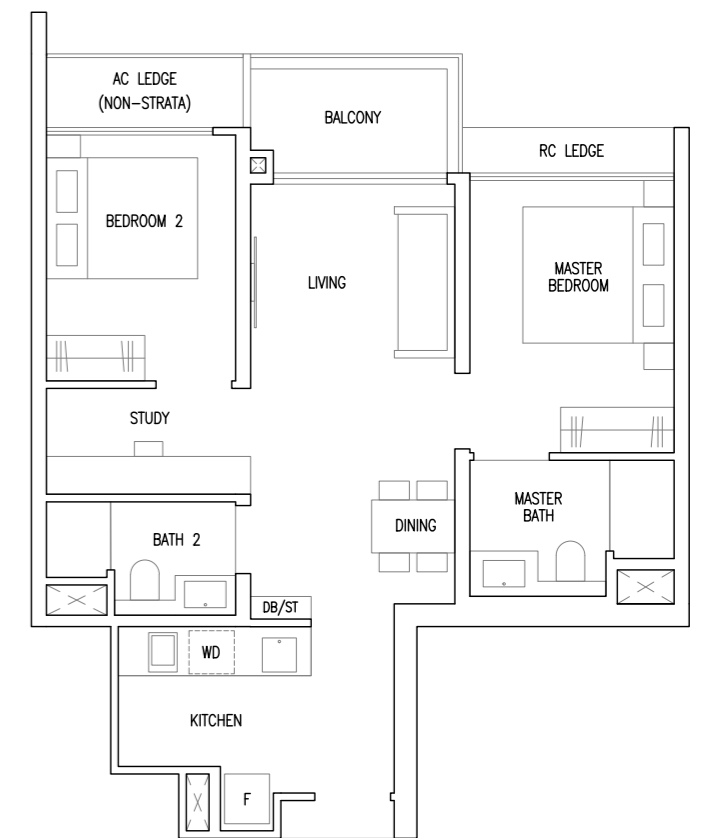 AC LEDGE
(NON-STRATA)
BALCONY
RC LEDGE
BEDROOM 2
LIVING
MASTER
BEDROOM
STUDY
MASTER
BATH
DINING
BATH 2
DB/ST
WD
KITCHEN
F